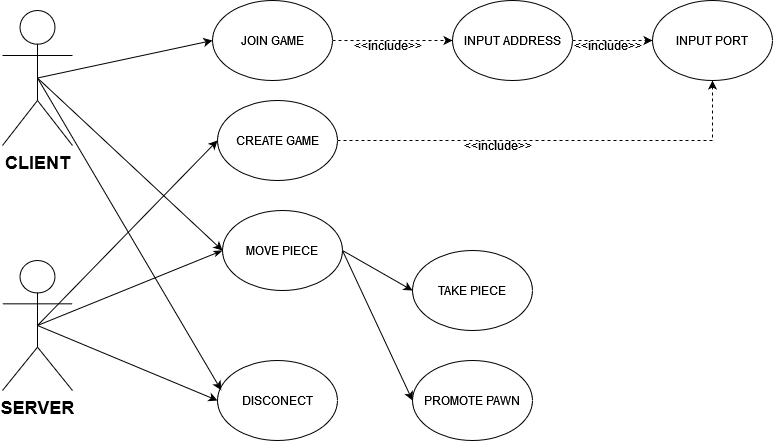 JOIN GAME
<<include>>
INPUT ADDRESS
<<include>>
INPUT PORT
CLIENT
CREATE GAME
<<include>>
MOVE PIECE
TAKE PIECE
SERVER
DISCONECT
PROMOTE PAWN